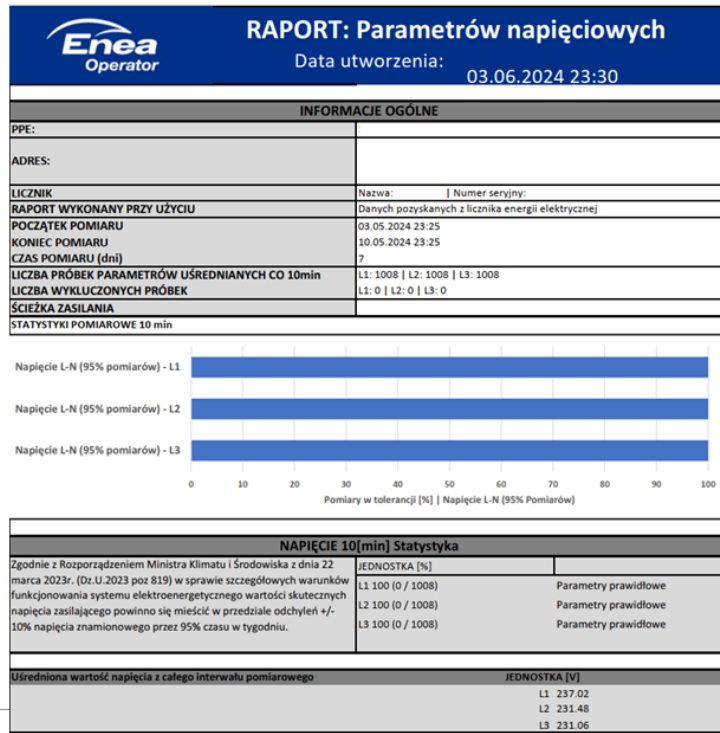 Enea
Operator
RAPORT: Parametrów napięciowych
Data utworzenia:
03.06.2024 23:30
INFORMACJE OGÓLNE
PPE:
ADRES:
LICZNIK Nazwa: | Numer seryjny:
RAPORT WYKONANY PRZY UŻYCIU Danych pozyskanych z licznika energii elektrycznej
POCZĄTEK POMIARU 03.05.2024 23:25
KONIEC POMIARU 10.05.2024 23:25
CZAS POMIARU (dni) 7
LICZBA PRÓBEK PARAMETRÓW UŚREDNIANYCH CO 10min L1: 1008 | L2: 1008 | L3: 1008
LICZBA WYKLUCZONYCH PRÓBEK L1: 0 | L2: 0 | L3: 0
ŚCIEŻKA ZASILANIA
STATYSTYKI POMIAROWE 10 min
Napięcie L-N (95% pomiarów) - L1
Napięcie L-N (95% pomiarów) - L2
Napięcie L-N (95% pomiarów) - L3
0 10 20 30 40 50 60 70 80 90 100
Pomiary w tolerancji [%] | Napięcie L-N (95% Pomiarów)
NAPIĘCIE 10[min] Statystyka
Zgodnie z Rozporządzeniem Ministra Klimatu i Środowiska z dnia 22
marca 2023r. (Dz.U.2023 poz 819) w sprawie szczegółowych warunków
funkcjonowania systemu elektroenergetycznego wartości skutecznych
napięcia zasilającego powinno się mieścić w przedziale odchyleń +/-
10% napięcia znamionowego przez 95% czasu w tygodniu.
JEDNOSTKA [%]
L1 100 (0 / 1008) Parametry prawidłowe
L2 100 (0 / 1008) Parametry prawidłowe
L3 100 (0 / 1008) Parametry prawidłowe
Uśredniona wartość napięcia z całego interwału pomiarowego JEDNOSTKA [V]
L1 237.02
L2 231.48
L3 231.06